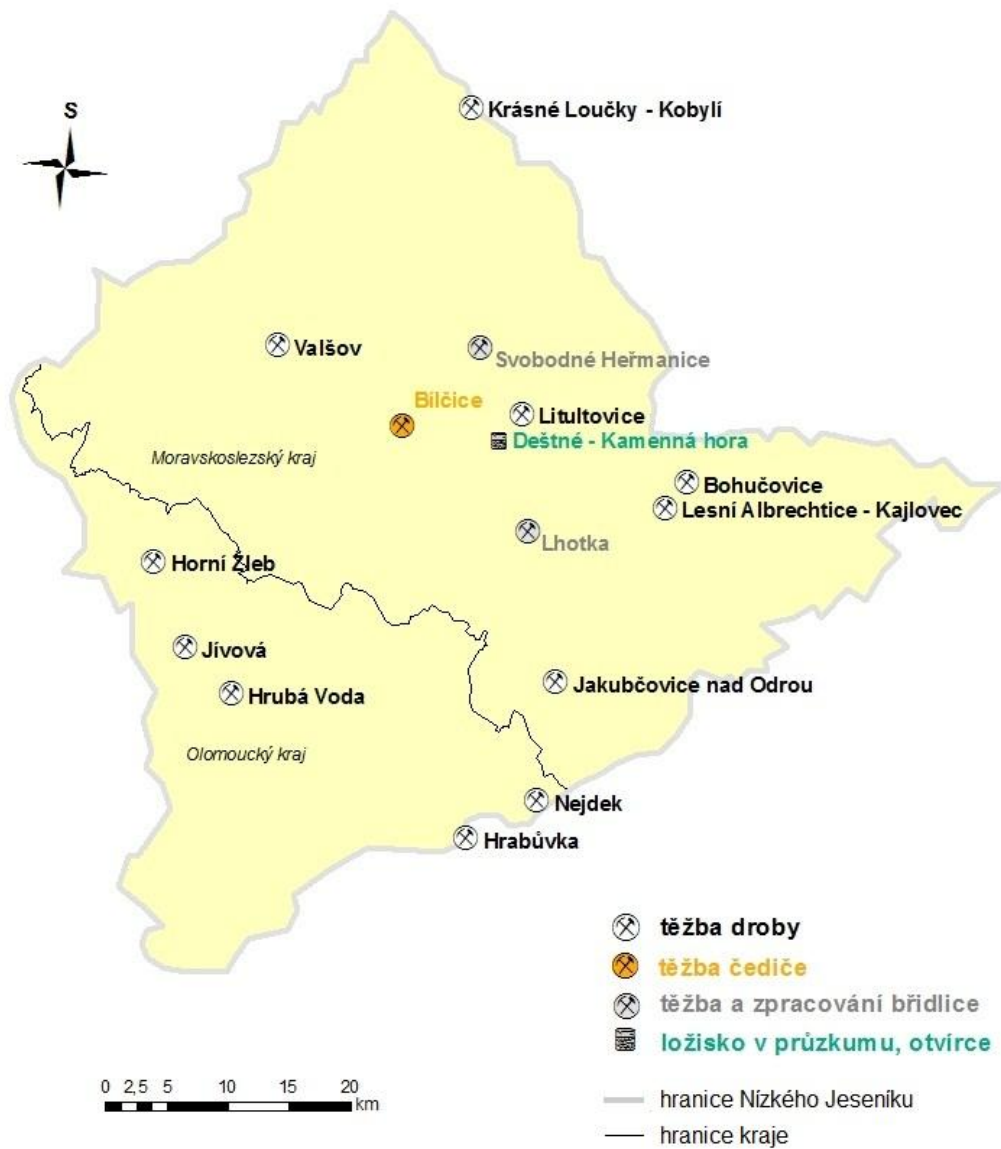 S
Krásné Loučky - Kobylí
Valšov
Svobodné Heřmanice
Bílčice
Litultovice
Deštné - Kamenná hora
Moravskoslezský kraj
Bohučovice
Lesní Albrechtice - Kajlovec
Lhotka
Horní Žleb
Jívová
Jakubčovice nad Odrou
Hrubá Voda
Olomoucký kraj
Nejdek
Hrabůvka
těžba droby
těžba čediče
těžba a zpracování břidlice
ložisko v průzkumu, otvírce
0 2,5 5 10 15 20
km
hranice Nízkého Jeseníku
hranice kraje